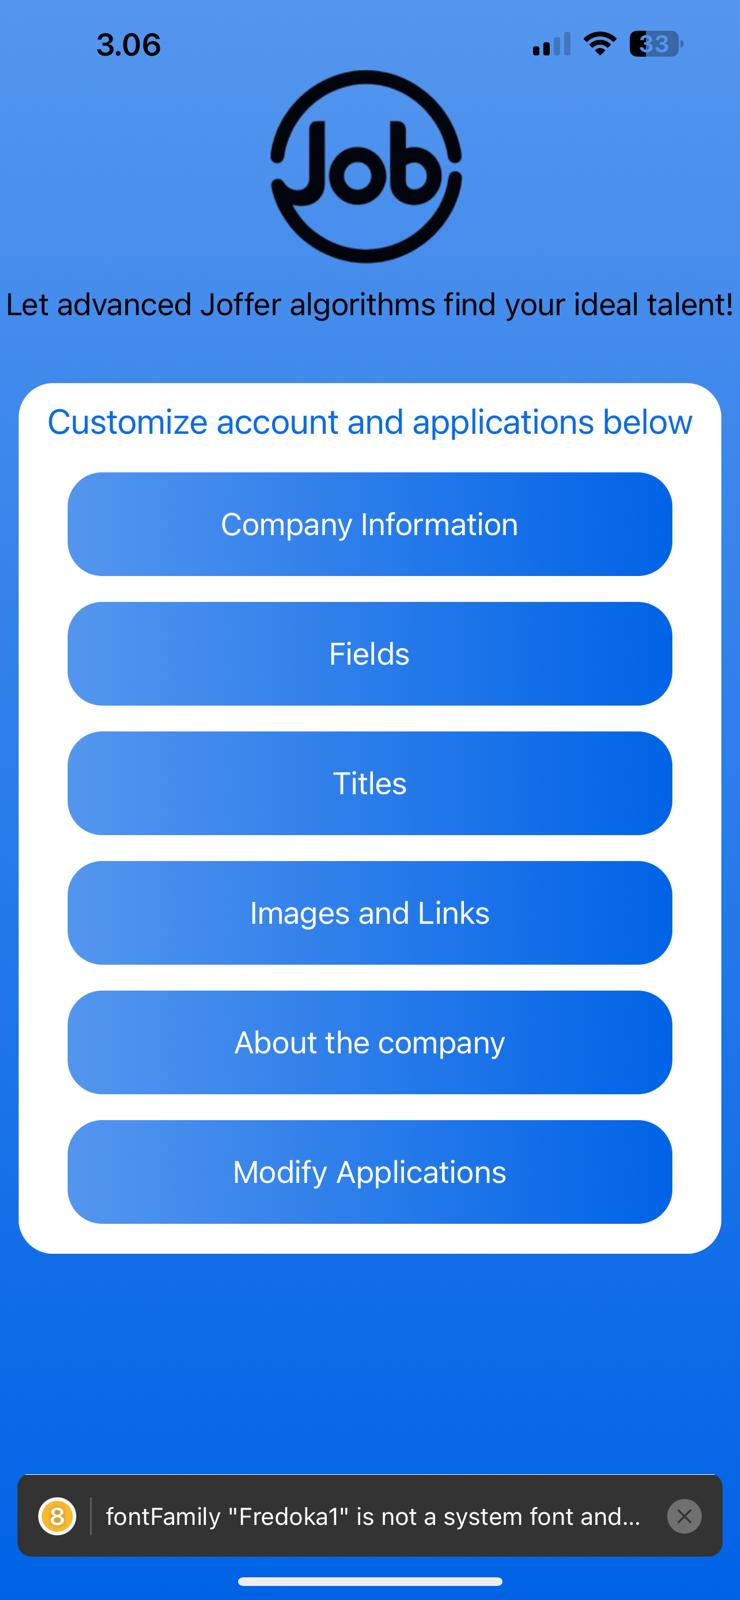 3.06
33
Job
Let advanced Joffer algorithms find your ideal talent!
Customize account and applications below
Company Information
Fields
Titles
Images and Links
About the company
Modify Applications
8
fontFamily "Fredoka1" is not a system font and...